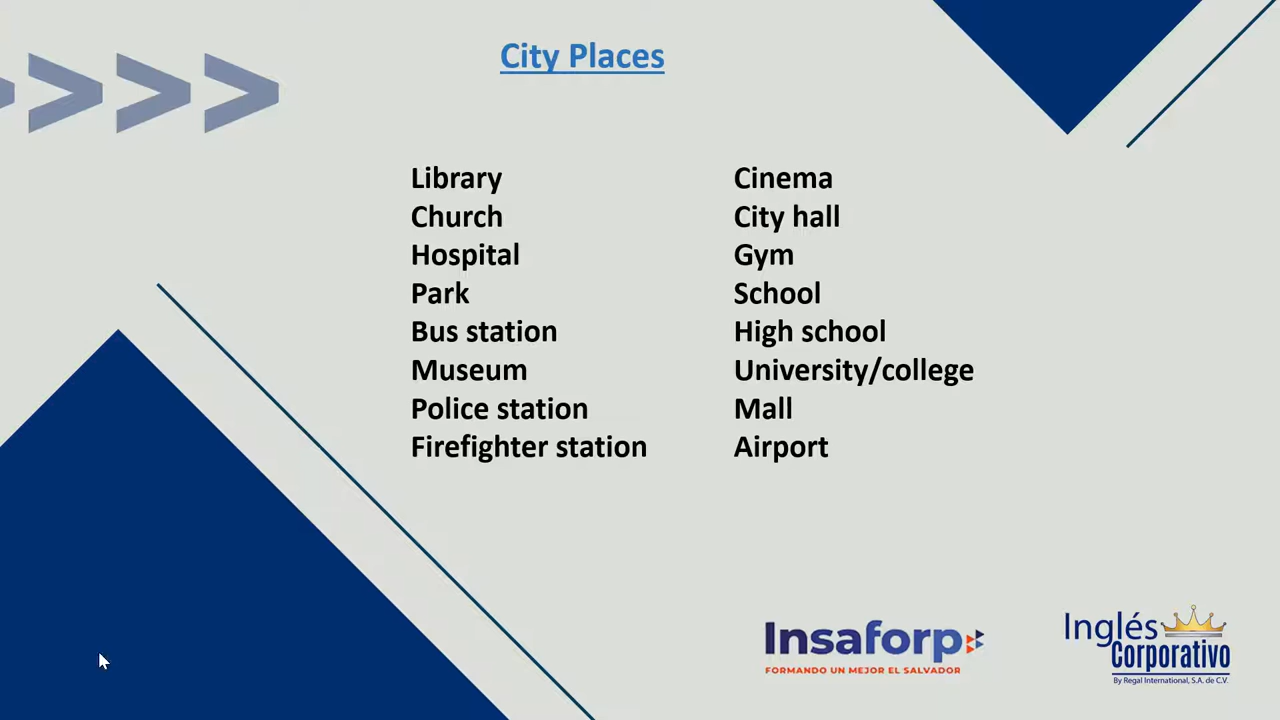 City Places
Library
Church
Hospital
Park
Bus station
Museum
Police station
Firefighter station
Cinema
City hall
Gym
School
High school
University/college
Mall
Airport
Insaforp
FORMANDO UN MEJOR EL SALVADOR
Inglés
Corporativo
By Regal International, S.A. de C.V.